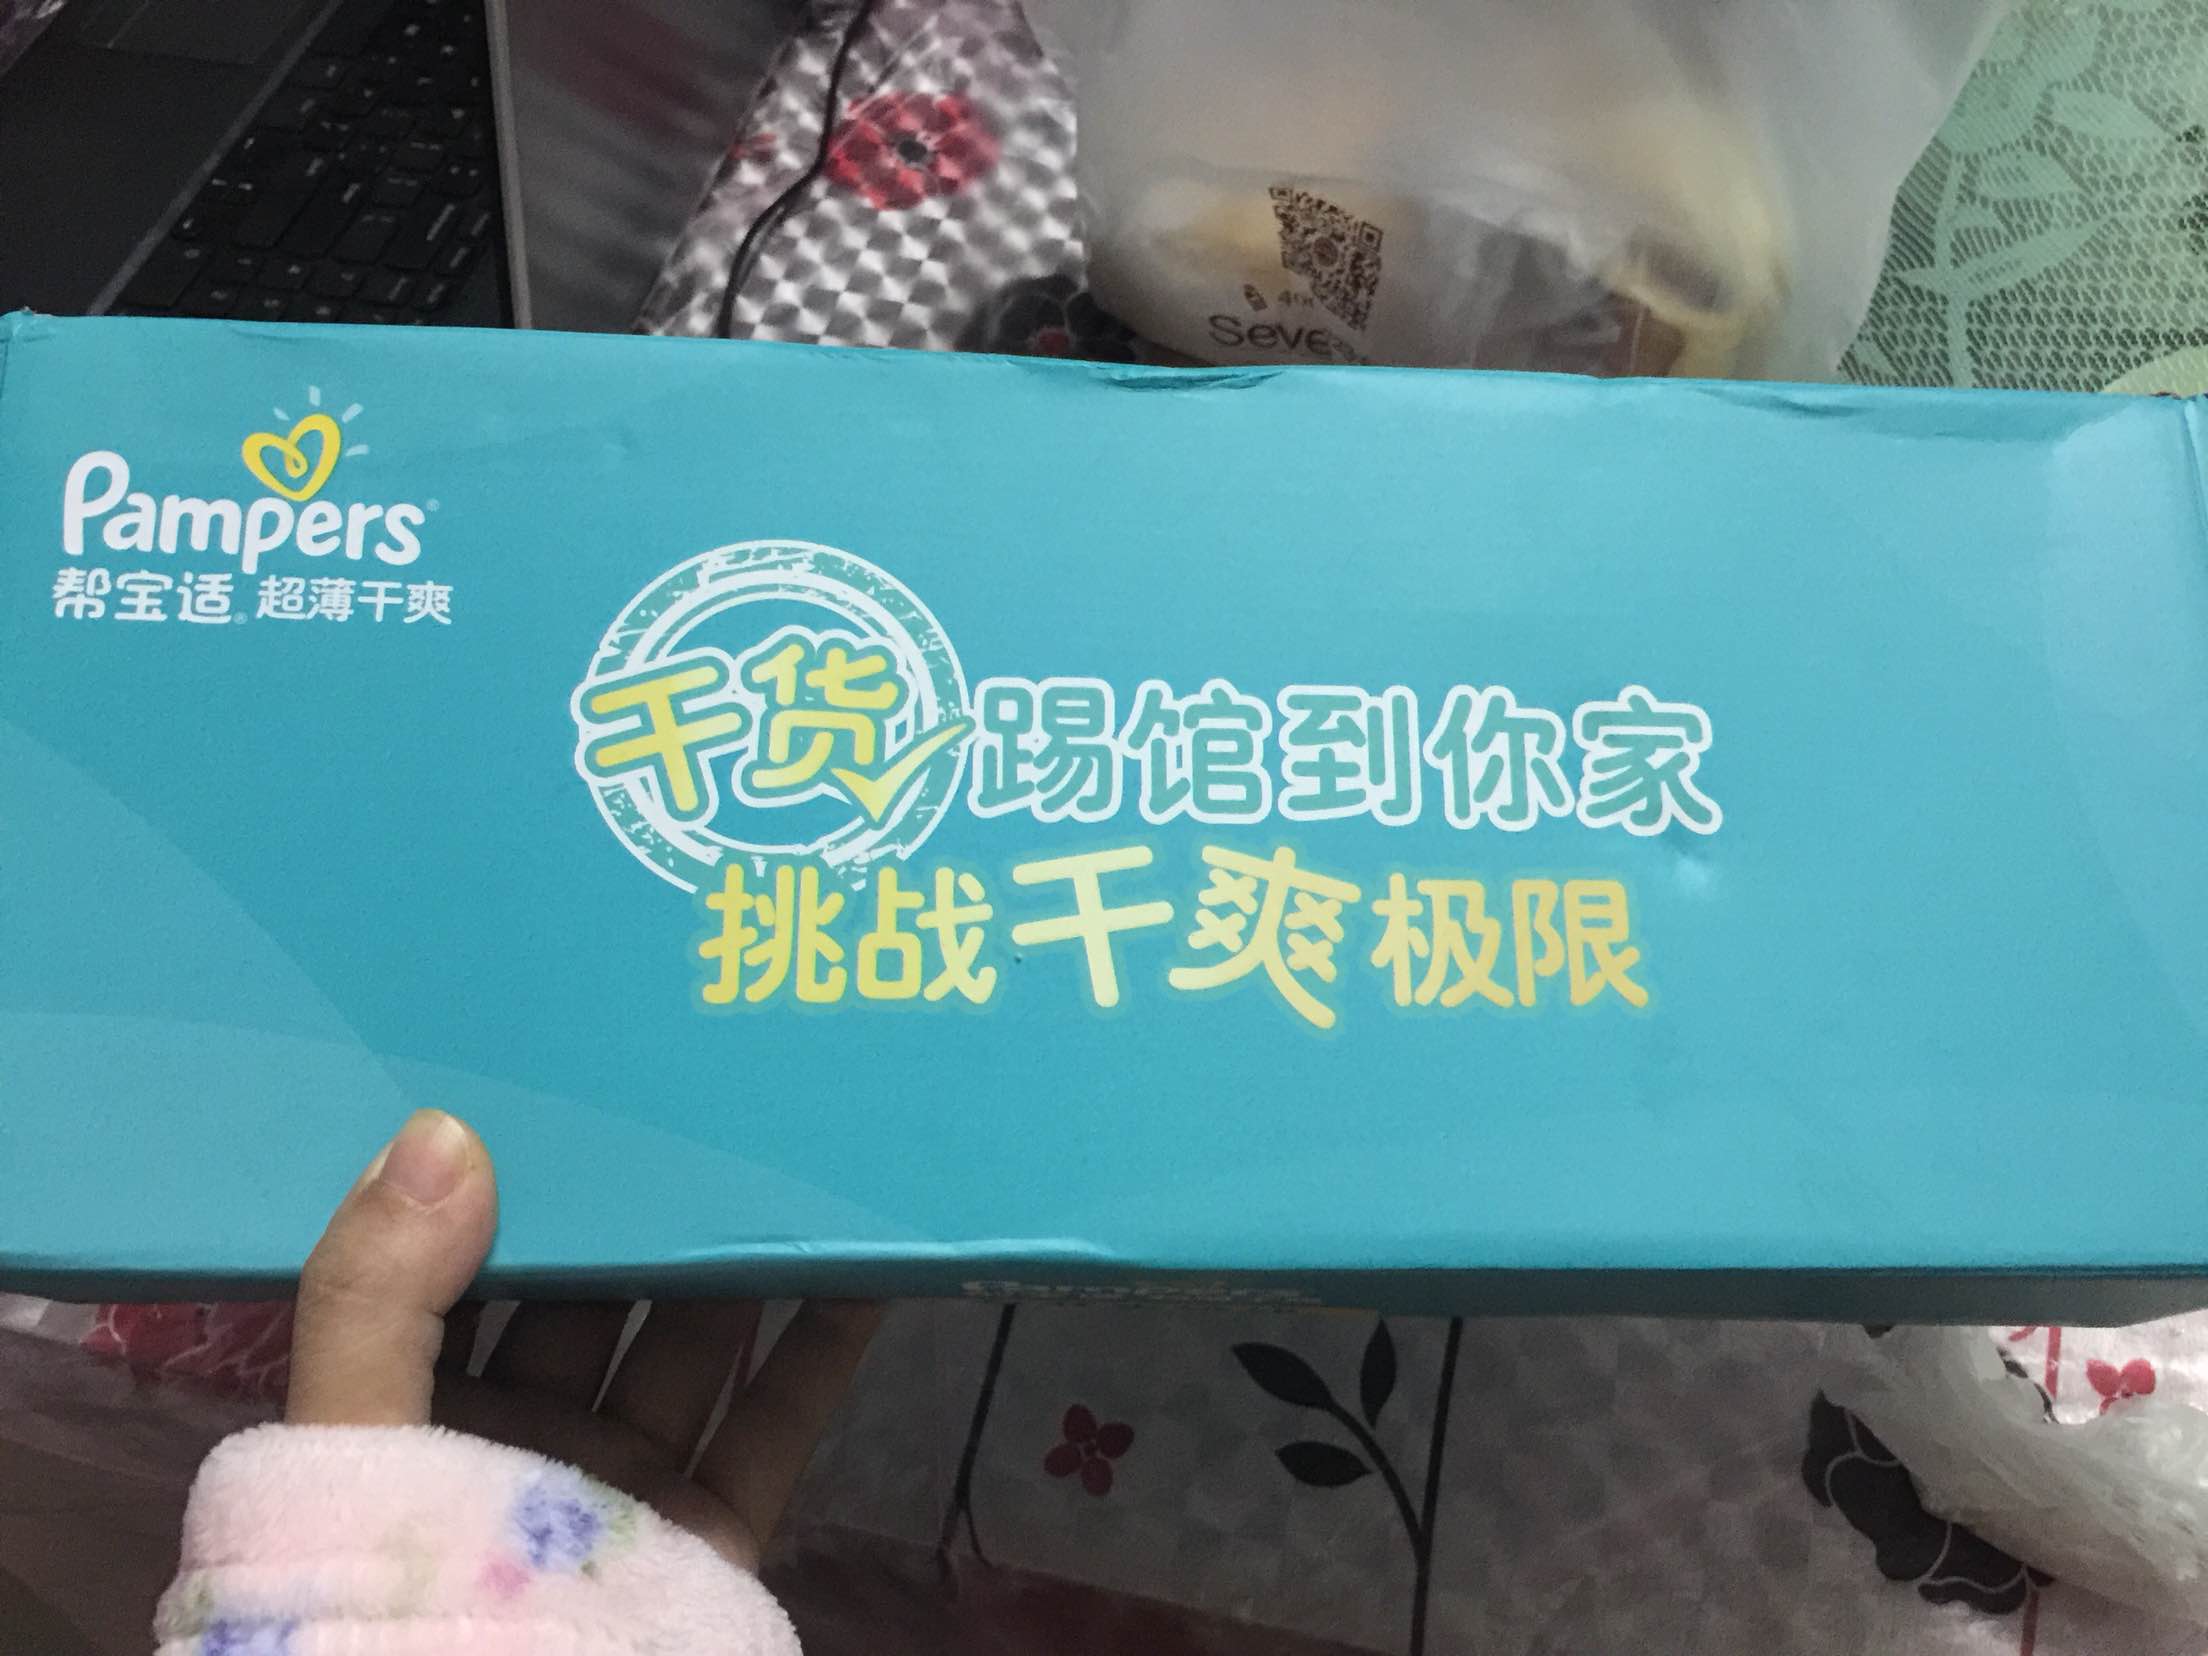 Pampers
帮宝适 超薄干爽
干货踢馆到你家
挑战干爽极限